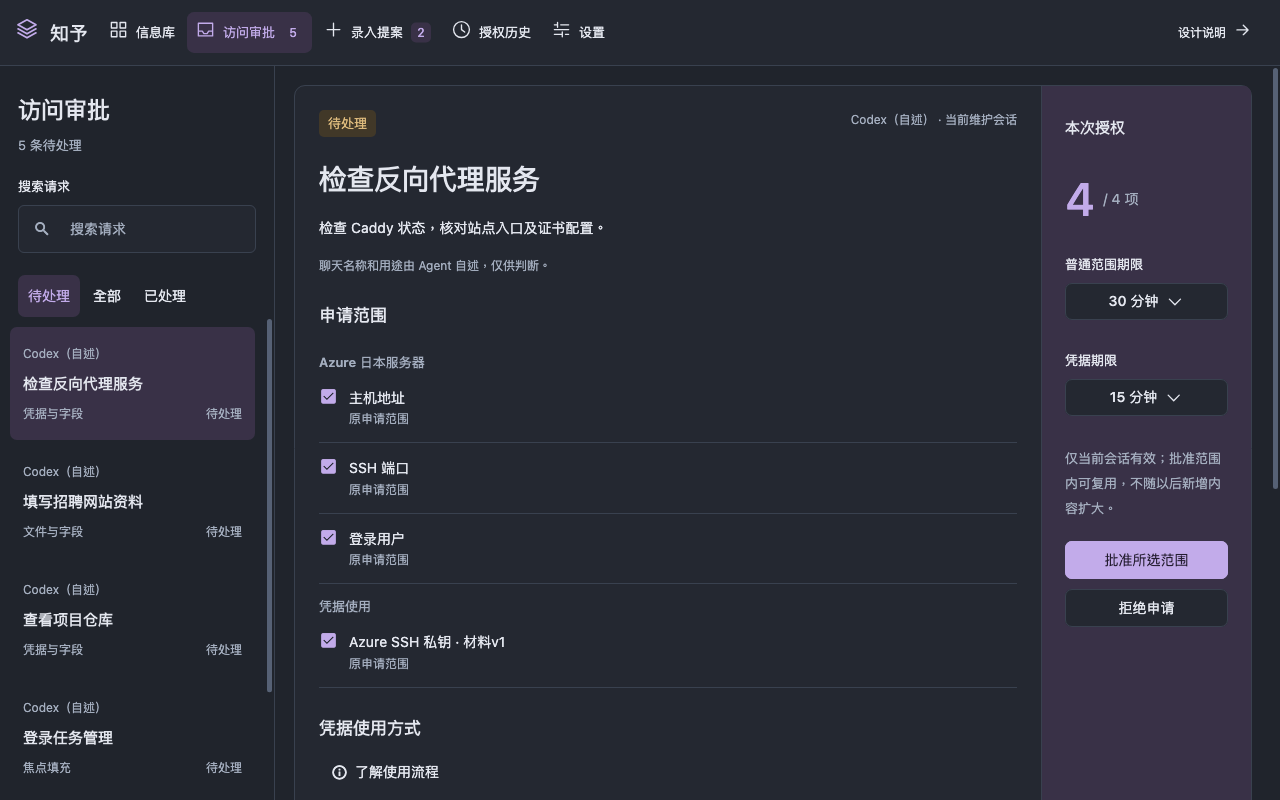 知予
信息库
访问审批 5
录入提案 2
授权历史
设置
设计说明
访问审批
5 条待处理
搜索请求
搜索请求
待处理 全部 已处理
Codex（自述）
检查反向代理服务
凭据与字段 待处理
Codex（自述）
填写招聘网站资料
文件与字段 待处理
Codex（自述）
查看项目仓库
凭据与字段 待处理
Codex（自述）
登录任务管理
焦点填充 待处理
待处理
Codex（自述） · 当前维护会话
检查反向代理服务
检查 Caddy 状态，核对站点入口及证书配置。
聊天名称和用途由 Agent 自述，仅供判断。
申请范围
Azure 日本服务器
主机地址
原申请范围
SSH 端口
原申请范围
登录用户
原申请范围
凭据使用
Azure SSH 私钥 · 材料v1
原申请范围
凭据使用方式
了解使用流程
本次授权
4 / 4 项
普通范围期限
30 分钟
凭据期限
15 分钟
仅当前会话有效；批准范围
内可复用，不随以后新增内
容扩大。
批准所选范围
拒绝申请